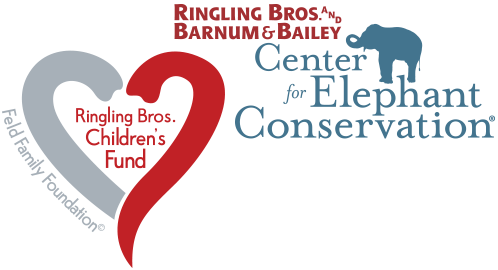 RINGLING BROS. AND
BARNUM & BAILEY
Center
for Elephant
Conservation®
Ringling Bros.
Children's
Fund
Feld Family Foundation©